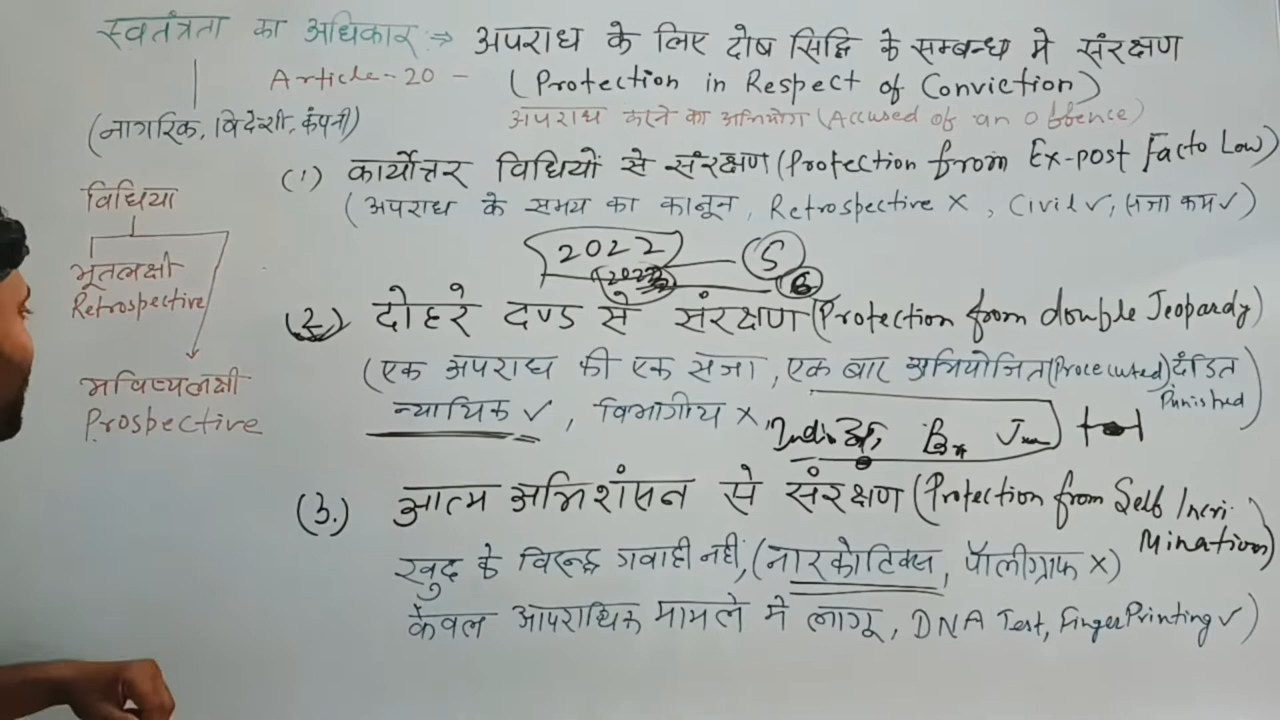 स्वतंत्रता का अधिकार ⇒ अपराध के लिए दोष सिद्धि के सम्बन्ध मे संरक्षण
Article-20 - (Protection in Respect of Conviction)
(नागरिक, विदेशी, कंपनी)
अपराध करने का अभियोग (Accused of an offence)
(1) कार्योत्तर विधियों से संरक्षण (Protection from Ex-post Facto Low)
(अपराध के समय का कानून, Retrospective ×, Civil ✓, सजा कम ✓)
विधिया
भूतलक्षी
Retrospective
भविष्यलक्षी
Prospective
2022 5
6
(2) दोहरे दण्ड से संरक्षण (Protection from double Jeopardy)
(एक अपराध की एक सजा, एक बार अभियोजित (Procecuted) दंडित
Punished)
न्यायिक ✓, विभागीय ×,
(3.) आत्म अभिशंसन से संरक्षण (Protection from Self Incri
Mination)
खुद के विरूद्ध गवाही नही, (नारकोटिक्स, पॉलीग्राफ ×)
केवल आपराधिक मामले मे लागू, DNA Test, Finger Printing ✓)